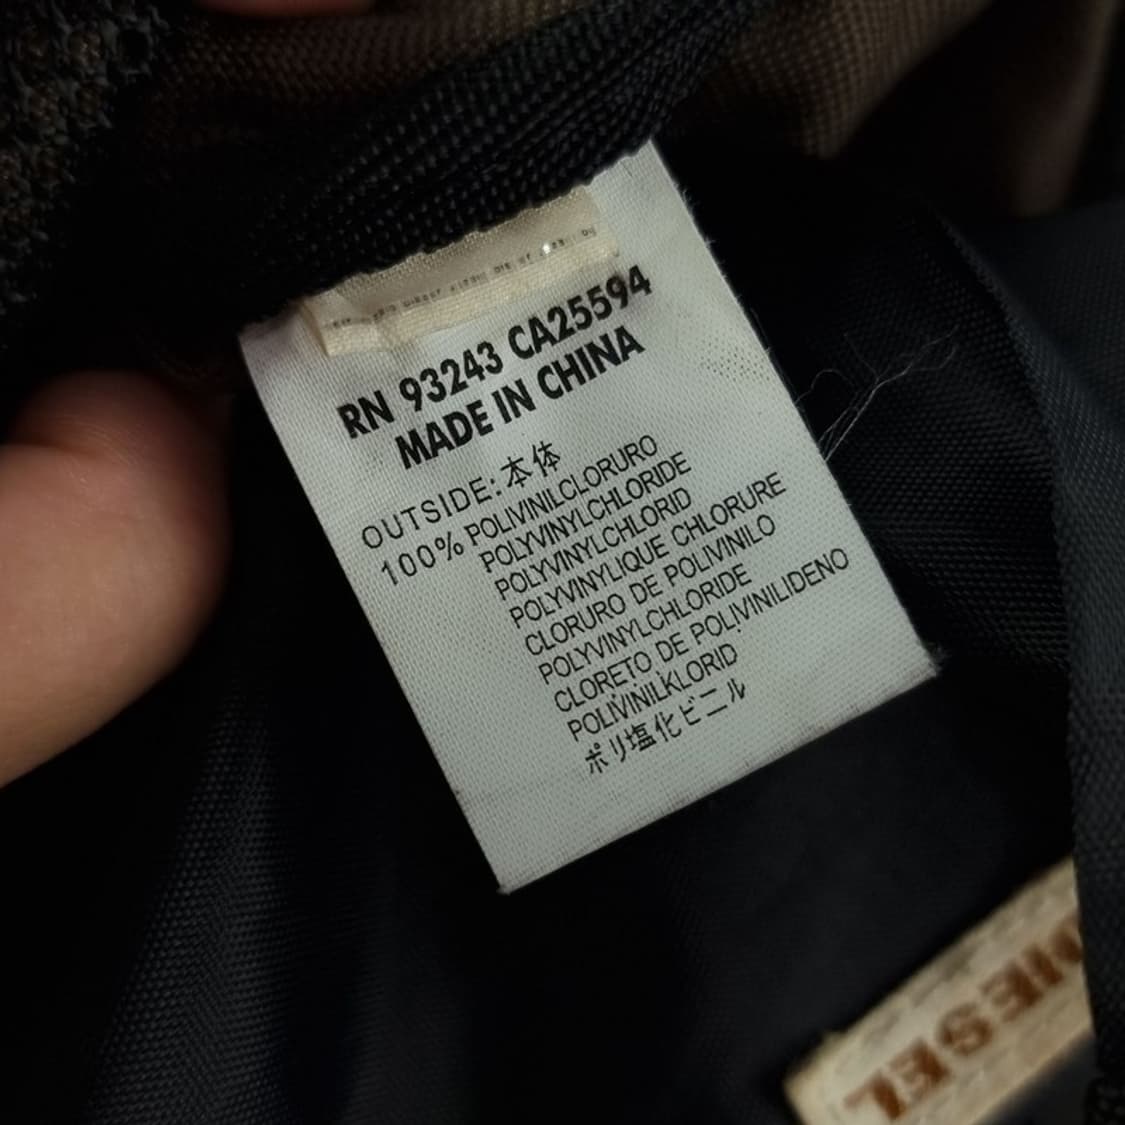 RN 93243 CA25594
MADE IN CHINA
OUTSIDE:本体
100% POLIVINILCLORURO
POLYVINYLCHLORIDE
POLYVINYLCHLORID
POLYVINYLIQUE CHLORURE
CLORURO DE POLIVINILO
POLYVINYLCHLORIDE
CLORETO DE POLIVINILIDENO
POLIVINILKLORID
ポリ塩化ビニル
DIESEL